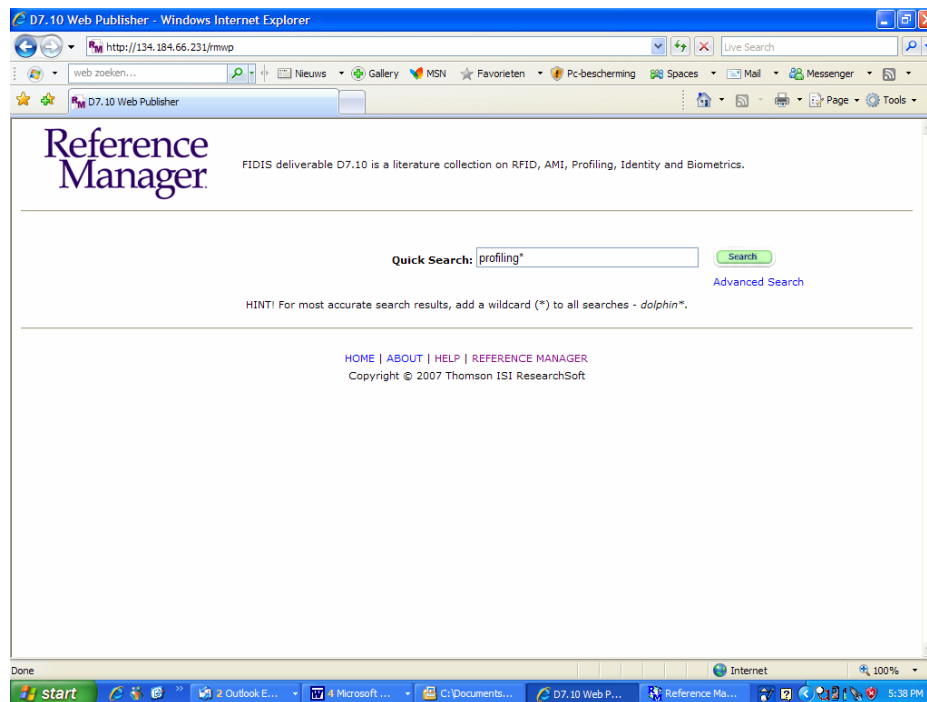 D7.10 Web Publisher - Windows Internet Explorer
RM http://134.184.66.231/rmwp Live Search
web zoeken... Nieuws Gallery MSN Favorieten Pc-bescherming Spaces Mail Messenger
RM D7.10 Web Publisher Page Tools
Reference
Manager
FIDIS deliverable D7.10 is a literature collection on RFID, AMI, Profiling, Identity and Biometrics.
Quick Search: profiling* Search
Advanced Search
HINT! For most accurate search results, add a wildcard (*) to all searches - dolphin*.
HOME | ABOUT | HELP | REFERENCE MANAGER
Copyright © 2007 Thomson ISI ResearchSoft
Done Internet 100%
start 2 Outlook E... 4 Microsoft ... C:\Documents... D7.10 Web P... Reference Ma... 5:38 PM